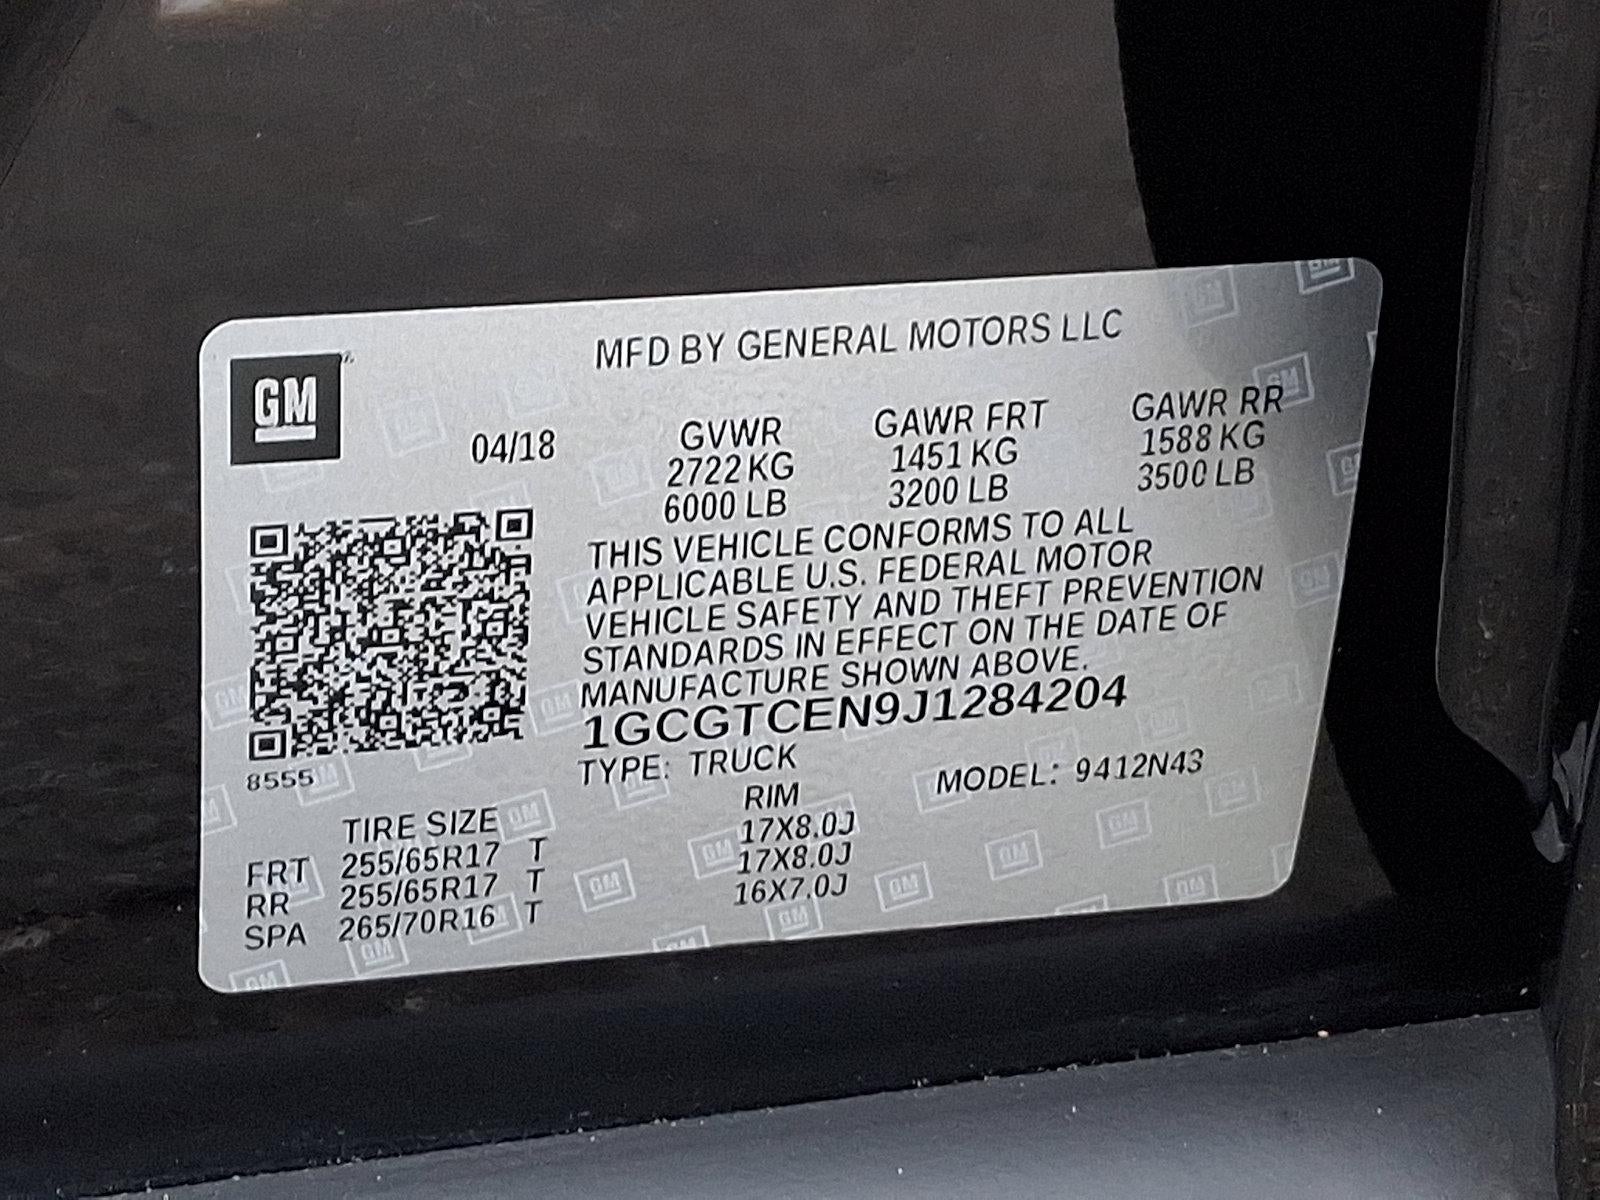 MFD BY GENERAL MOTORS LLC
GM
04/18
GVWR GAWR FRT GAWR RR
2722 KG 1451 KG 1588 KG
6000 LB 3200 LB 3500 LB
THIS VEHICLE CONFORMS TO ALL
APPLICABLE U.S. FEDERAL MOTOR
VEHICLE SAFETY AND THEFT PREVENTION
STANDARDS IN EFFECT ON THE DATE OF
MANUFACTURE SHOWN ABOVE.
1GCGTCEN9J1284204
8555
TYPE: TRUCK MODEL: 9412N43
TIRE SIZE RIM
FRT 255/65R17 T 17X8.0J
RR 255/65R17 T 17X8.0J
SPA 265/70R16 T 16X7.0J